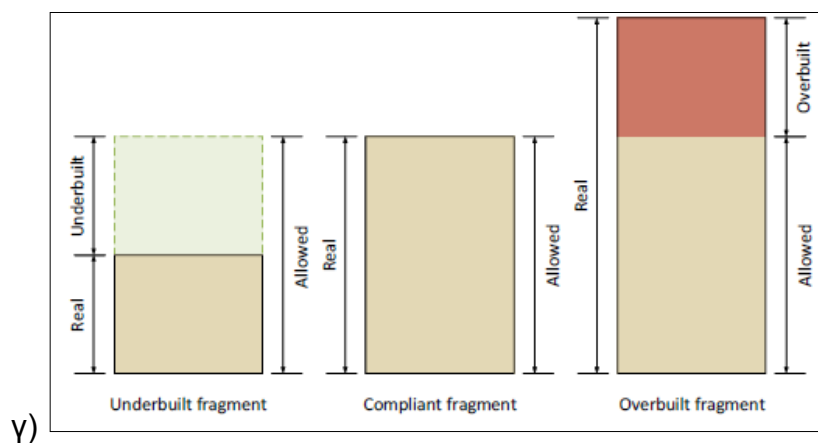 Underbuilt
Real
Allowed
Underbuilt fragment
Real
Allowed
Compliant fragment
Real
Overbuilt
Allowed
Overbuilt fragment
γ)